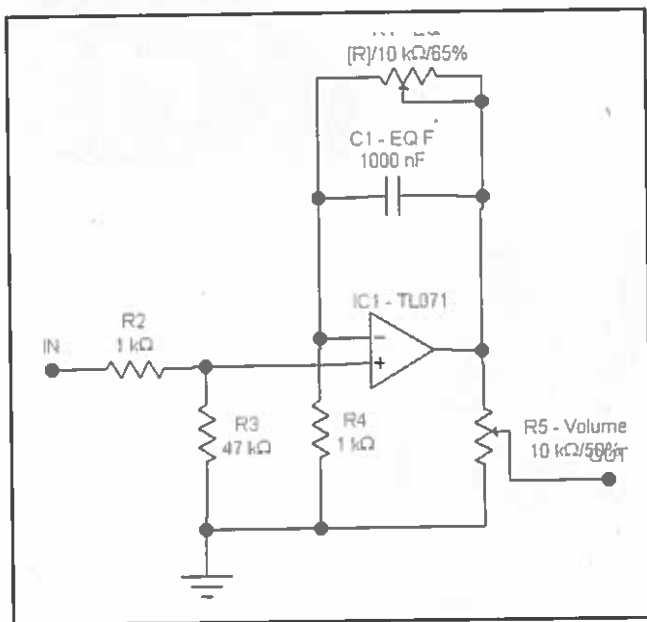 [R]/10 kΩ/65%
C1 - EQ F
1000 nF
IC1 - TL071
R2
1 kΩ
IN
-
+
R3
47 kΩ
R4
1 kΩ
R5 - Volume
10 kΩ/50%
OUT